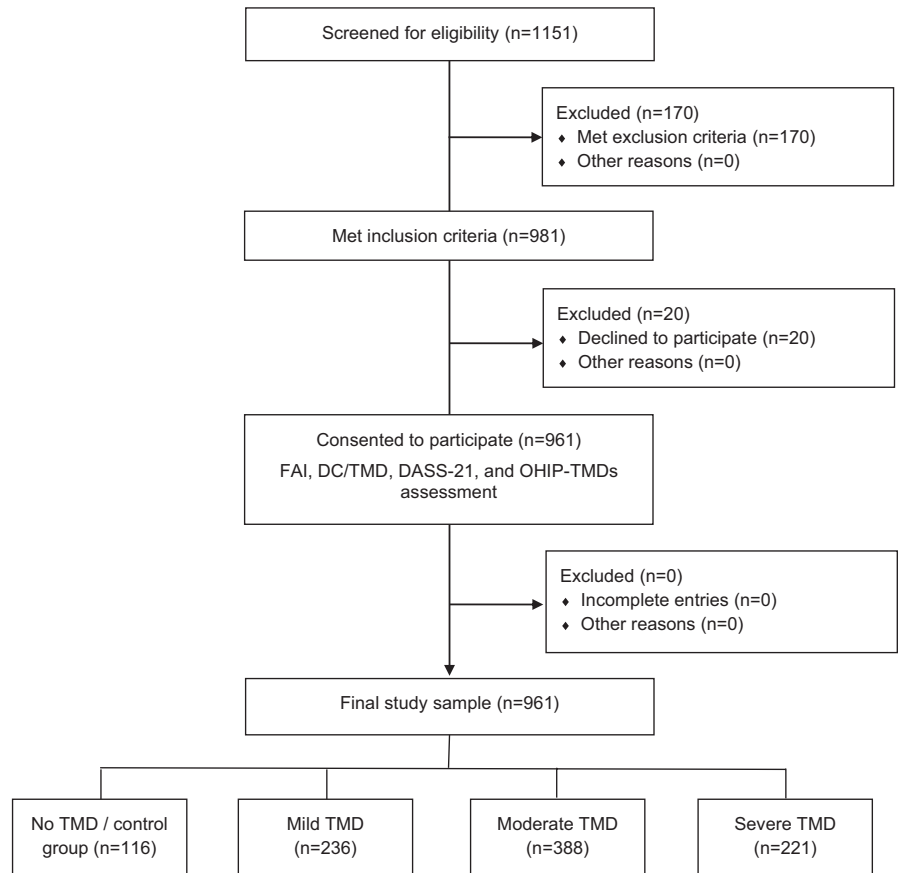 Screened for eligibility (n=1151)
Excluded (n=170)
♦ Met exclusion criteria (n=170)
♦ Other reasons (n=0)
Met inclusion criteria (n=981)
Excluded (n=20)
♦ Declined to participate (n=20)
♦ Other reasons (n=0)
Consented to participate (n=961)
FAI, DC/TMD, DASS-21, and OHIP-TMDs
assessment
Excluded (n=0)
♦ Incomplete entries (n=0)
♦ Other reasons (n=0)
Final study sample (n=961)
No TMD / control
group (n=116)
Mild TMD
(n=236)
Moderate TMD
(n=388)
Severe TMD
(n=221)